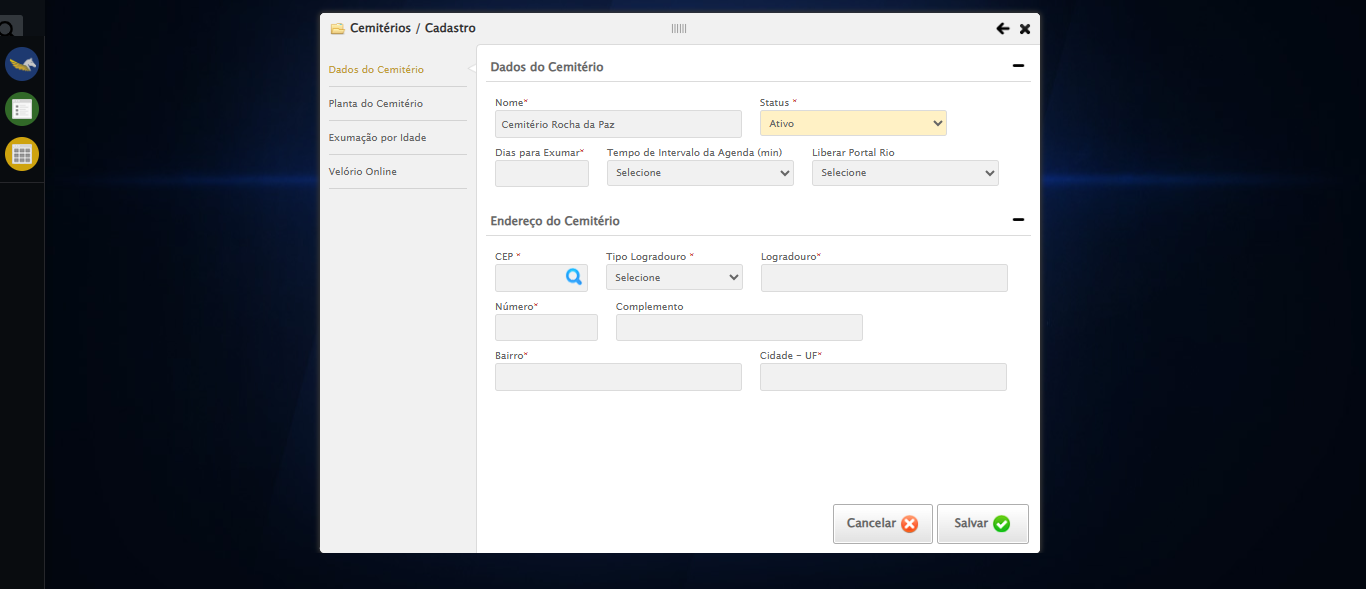 Cemitérios / Cadastro
Dados do Cemitério
Planta do Cemitério
Exumação por Idade
Velório Online
Dados do Cemitério
Nome* Status *
Cemitério Rocha da Paz Ativo
Dias para Exumar* Tempo de Intervalo da Agenda (min) Liberar Portal Rio
Selecione Selecione
Endereço do Cemitério
CEP * Tipo Logradouro * Logradouro*
Selecione
Número* Complemento
Bairro* Cidade - UF*
Cancelar Salvar